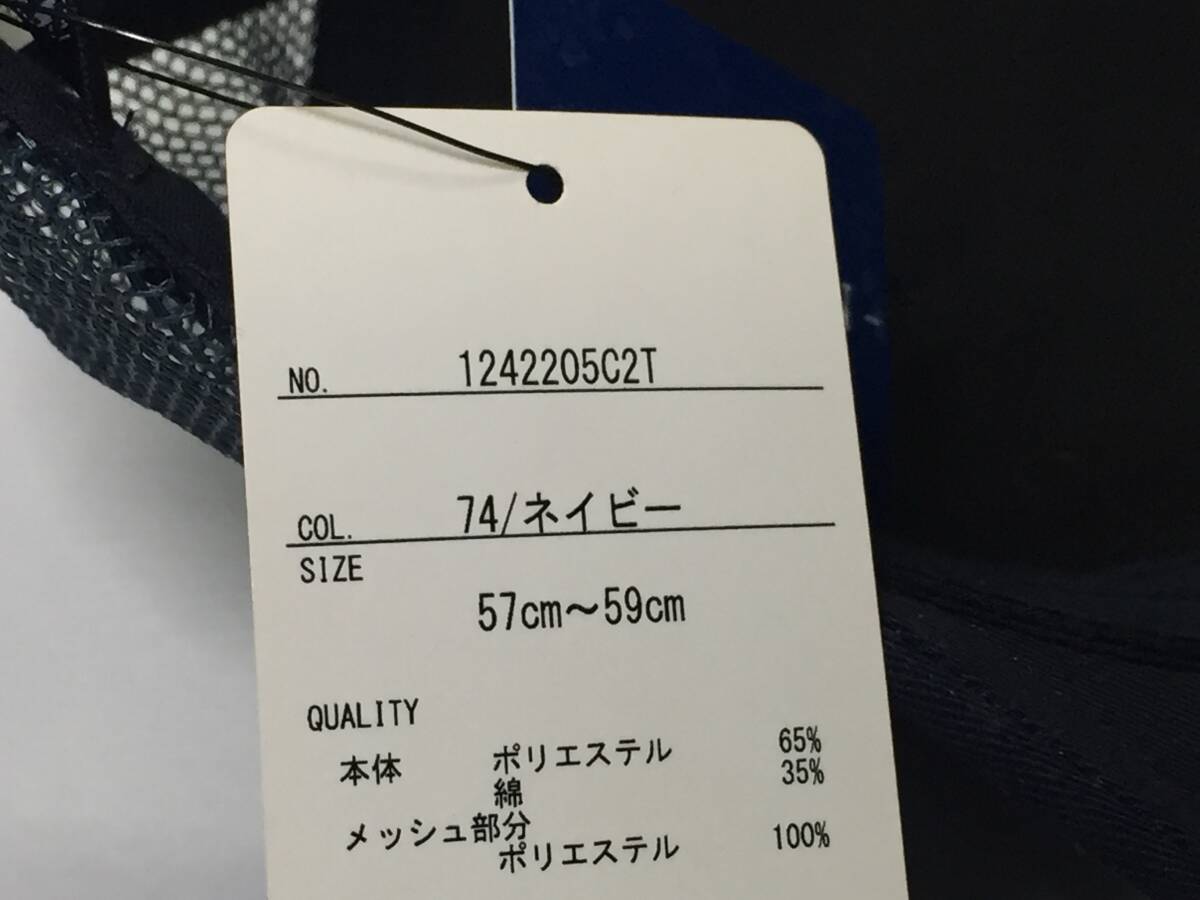 NO. 1242205C2T
COL. 74/ネイビー
SIZE
57cm〜59cm
QUALITY
本体 ポリエステル 65%
綿 35%
メッシュ部分
ポリエステル 100%